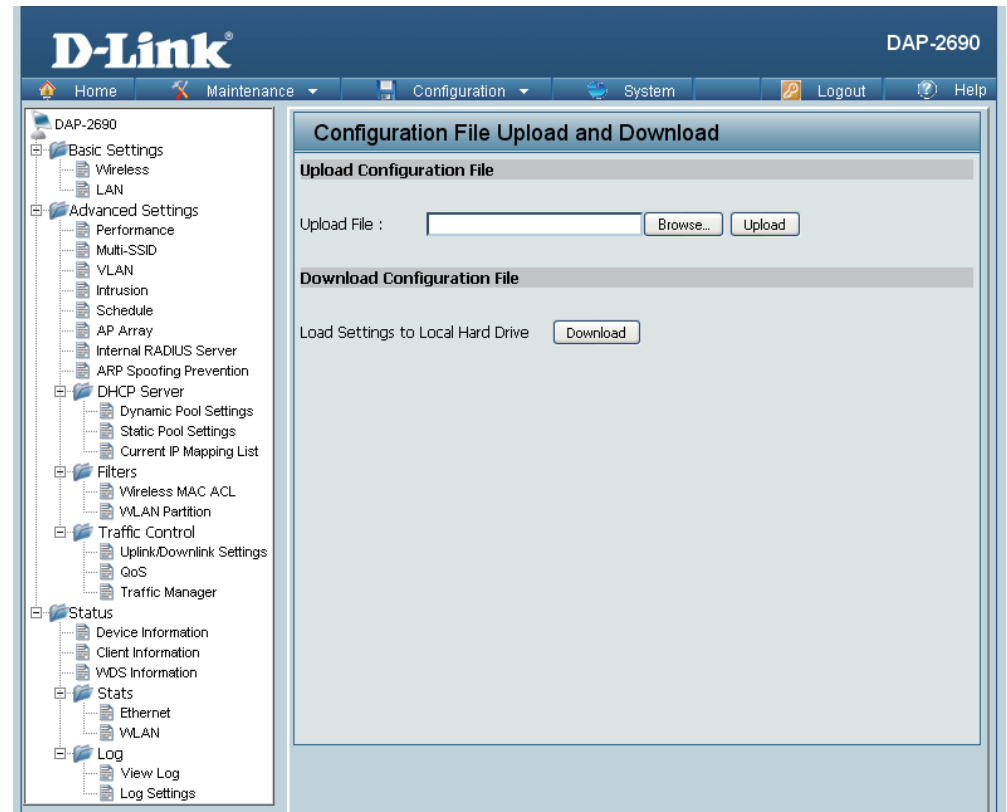 D-Link®
DAP-2690
Home Maintenance Configuration System Logout Help
DAP-2690
Basic Settings
Wireless
LAN
Advanced Settings
Performance
Multi-SSID
VLAN
Intrusion
Schedule
AP Array
Internal RADIUS Server
ARP Spoofing Prevention
DHCP Server
Dynamic Pool Settings
Static Pool Settings
Current IP Mapping List
Filters
Wireless MAC ACL
WLAN Partition
Traffic Control
Uplink/Downlink Settings
QoS
Traffic Manager
Status
Device Information
Client Information
WDS Information
Stats
Ethernet
WLAN
Log
View Log
Log Settings
Configuration File Upload and Download
Upload Configuration File
Upload File : Browse... Upload
Download Configuration File
Load Settings to Local Hard Drive Download